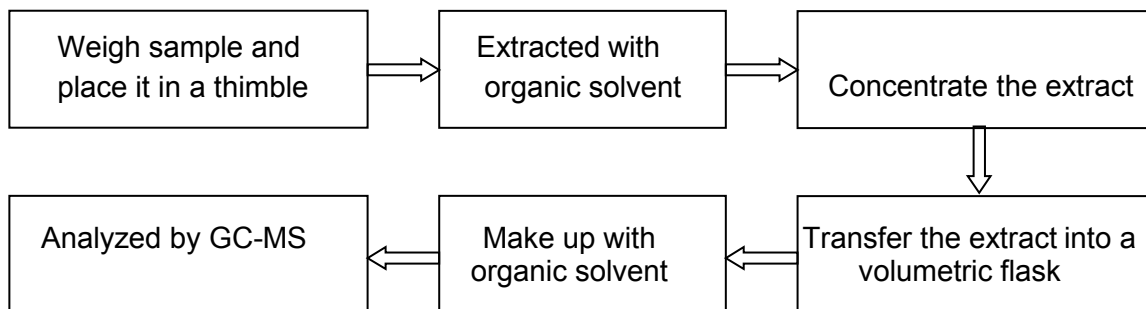 Weigh sample and
place it in a thimble
Extracted with
organic solvent
Concentrate the extract
Transfer the extract into a
volumetric flask
Make up with
organic solvent
Analyzed by GC-MS